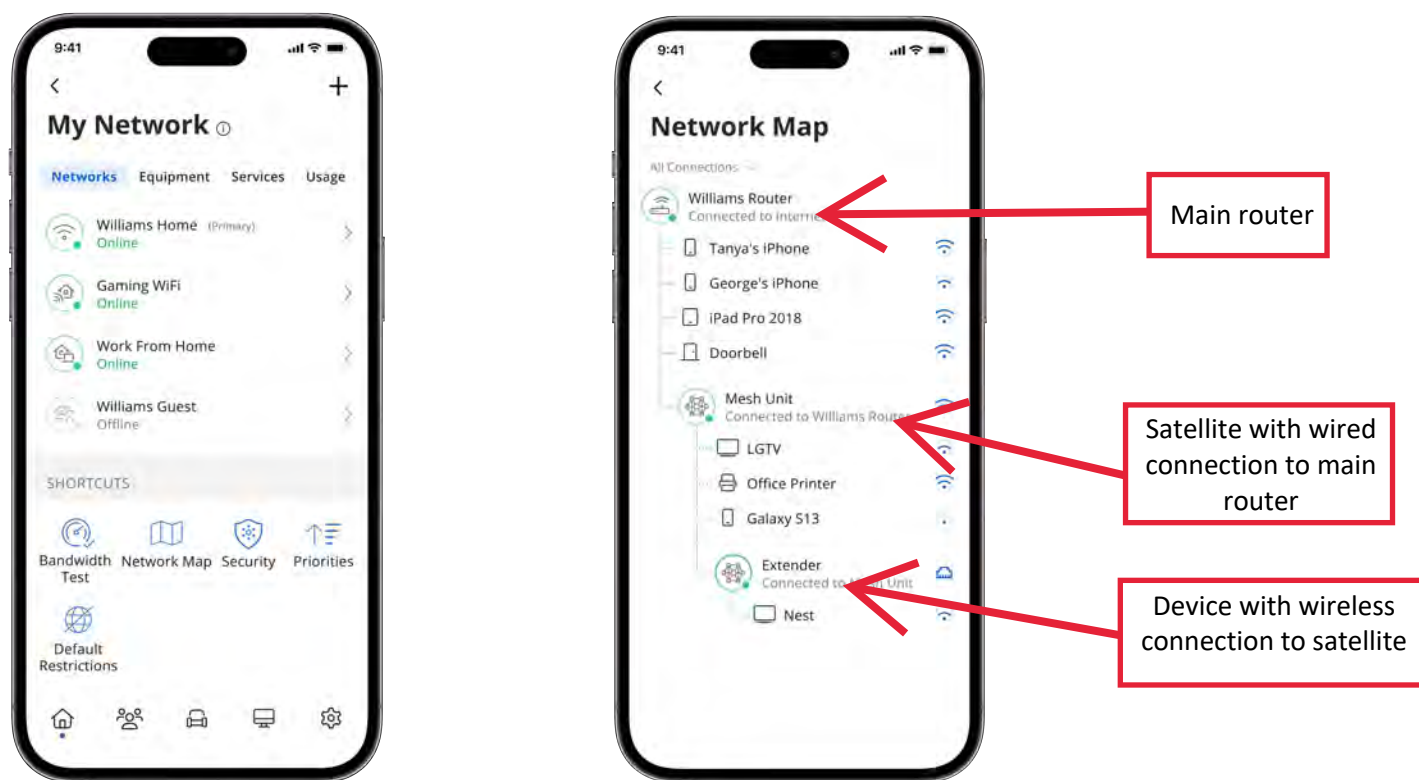 9:41
My Network
Networks Equipment Services Usage
Williams Home (Primary)
Online
Gaming WiFi
Online
Work From Home
Online
Williams Guest
Offline
SHORTCUTS
Bandwidth Network Map Security Priorities
Test
Default
Restrictions
9:41
Network Map
All Connections
Williams Router
Connected to Internet
Tanya's iPhone
George's iPhone
iPad Pro 2018
Doorbell
Mesh Unit
Connected to Williams Router
LGTV
Office Printer
Galaxy S13
Extender
Connected to Mesh Unit
Nest
Main router
Satellite with wired
connection to main
router
Device with wireless
connection to satellite